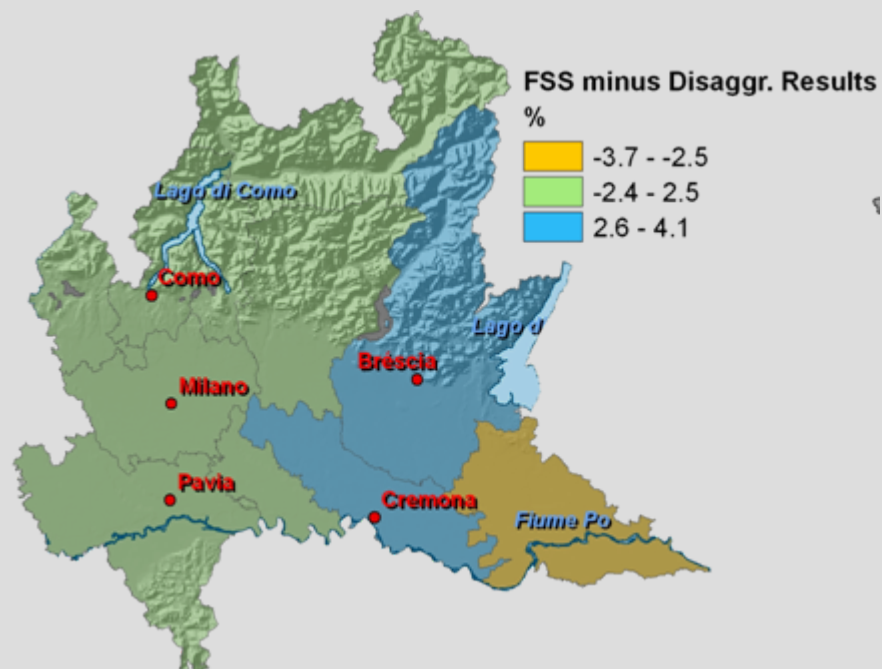 FSS minus Disaggr. Results
%
-3.7 - -2.5
-2.4 - 2.5
2.6 - 4.1
Lago di Como
Como
Lago d
Brèscia
Milano
Pavia
Cremona
Fiume Po